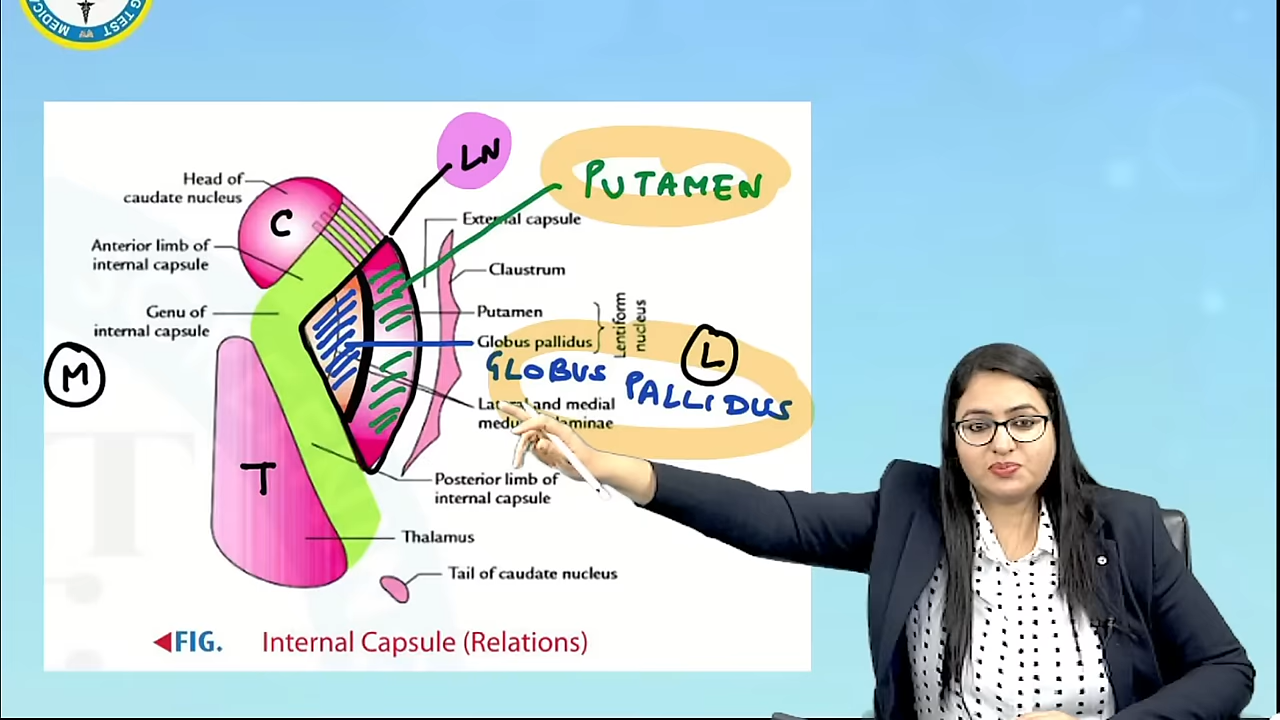 MEDIC
G TEST
LN
PUTAMEN
Head of
caudate nucleus
C
External capsule
Anterior limb of
internal capsule
Claustrum
Genu of
internal capsule
Putamen
Globus pallidus
Lentiform
nucleus
L
GLOBUS PALLIDUS
M
and medial
T
Posterior limb of
internal capsule
Thalamus
Tail of caudate nucleus
FIG. Internal Capsule (Relations)